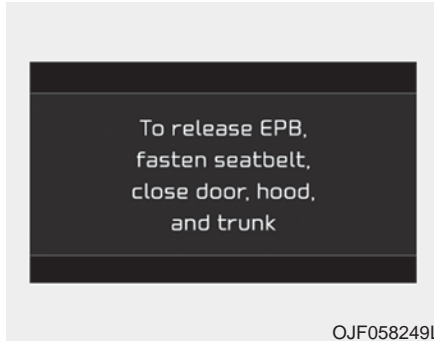 To release EPB,
fasten seatbelt,
close door, hood,
and trunk
OJF058249L